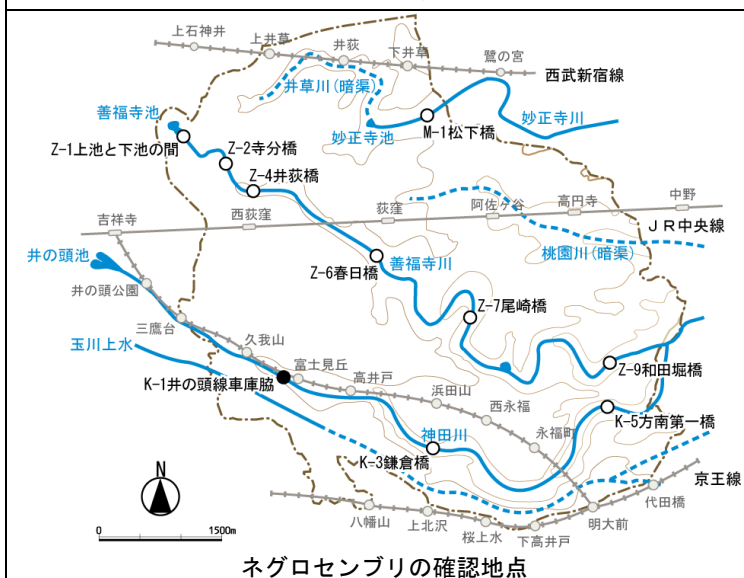 上石神井
上井草
井荻
下井草
鷺の宮
西武新宿線
井草川(暗渠)
善福寺池
妙正寺池
M-1松下橋
妙正寺川
Z-1上池と下池の間
Z-2寺分橋
Z-4井荻橋
吉祥寺
西荻窪
荻窪
阿佐ヶ谷
高円寺
中野
JR中央線
井の頭池
Z-6春日橋
善福寺川
桃園川(暗渠)
井の頭公園
Z-7尾崎橋
三鷹台
玉川上水
久我山
富士見丘
Z-9和田堀橋
K-1井の頭線車庫脇
高井戸
浜田山
西永福
K-5方南第一橋
神田川
永福町
K-3鎌倉橋
京王線
N
代田橋
八幡山
上北沢
桜上水
下高井戸
明大前
0
1500m
ネグロセンブリの確認地点